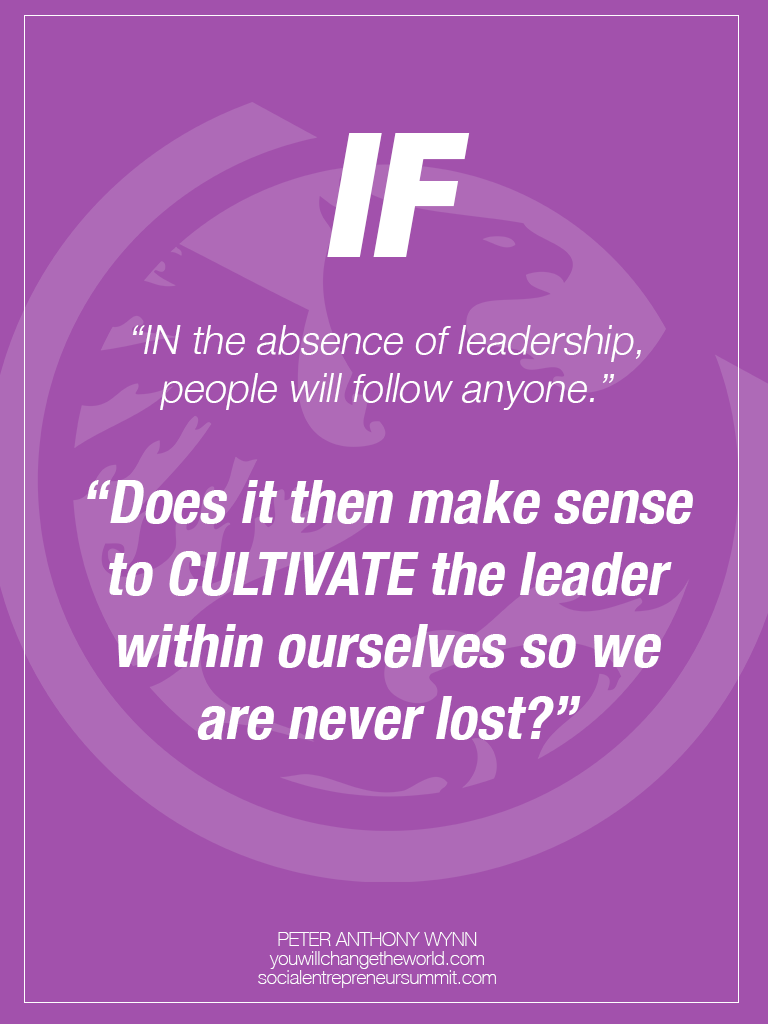 IF
“IN the absence of leadership,
people will follow anyone.”
“Does it then make sense
to CULTIVATE the leader
within ourselves so we
are never lost?”
PETER ANTHONY WYNN
youwillchangetheworld.com
socialentrepreneursummit.com